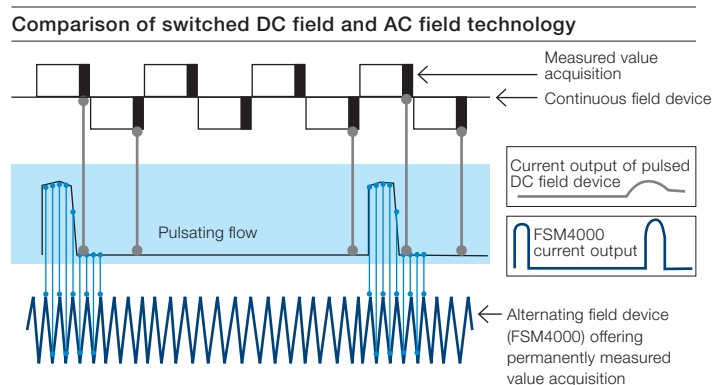 Comparison of switched DC field and AC field technology
Measured value
acquisition
Continuous field device
Current output of pulsed
DC field device
Pulsating flow
FSM4000
current output
Alternating field device
(FSM4000) offering
permanently measured
value acquisition